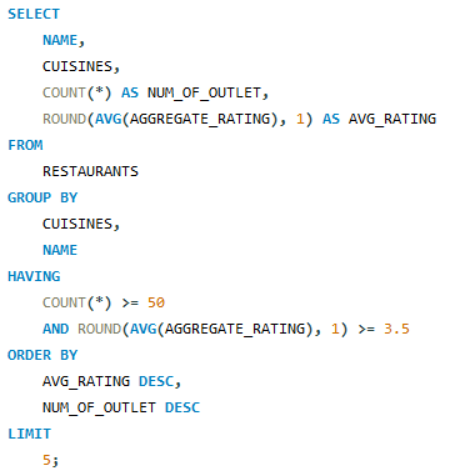 SELECT
NAME,
CUISINES,
COUNT(*) AS NUM_OF_OUTLET,
ROUND(AVG(AGGREGATE_RATING), 1) AS AVG_RATING
FROM
RESTAURANTS
GROUP BY
CUISINES,
NAME
HAVING
COUNT(*) >= 50
AND ROUND(AVG(AGGREGATE_RATING), 1) >= 3.5
ORDER BY
AVG_RATING DESC,
NUM_OF_OUTLET DESC
LIMIT
5;